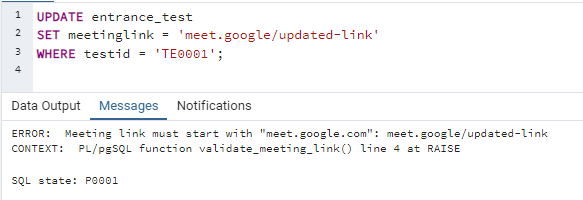 1 UPDATE entrance_test
2 SET meetinglink = 'meet.google/updated-link'
3 WHERE testid = 'TE0001';
4
Data Output Messages Notifications
ERROR:  Meeting link must start with "meet.google.com": meet.google/updated-link
CONTEXT:  PL/pgSQL function validate_meeting_link() line 4 at RAISE
SQL state: P0001